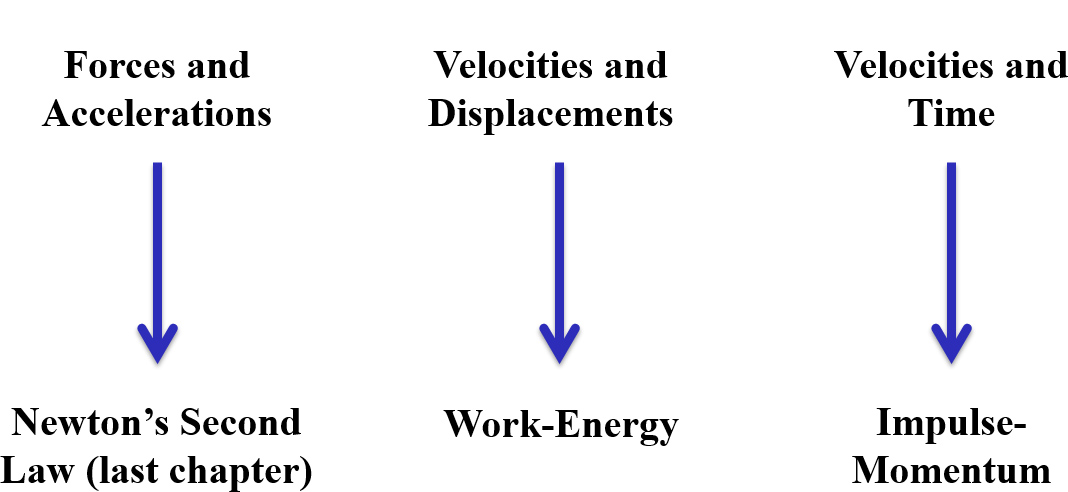 Forces and
Accelerations
Velocities and
Displacements
Velocities and
Time
Newton’s Second
Law (last chapter)
Work-Energy
Impulse-
Momentum